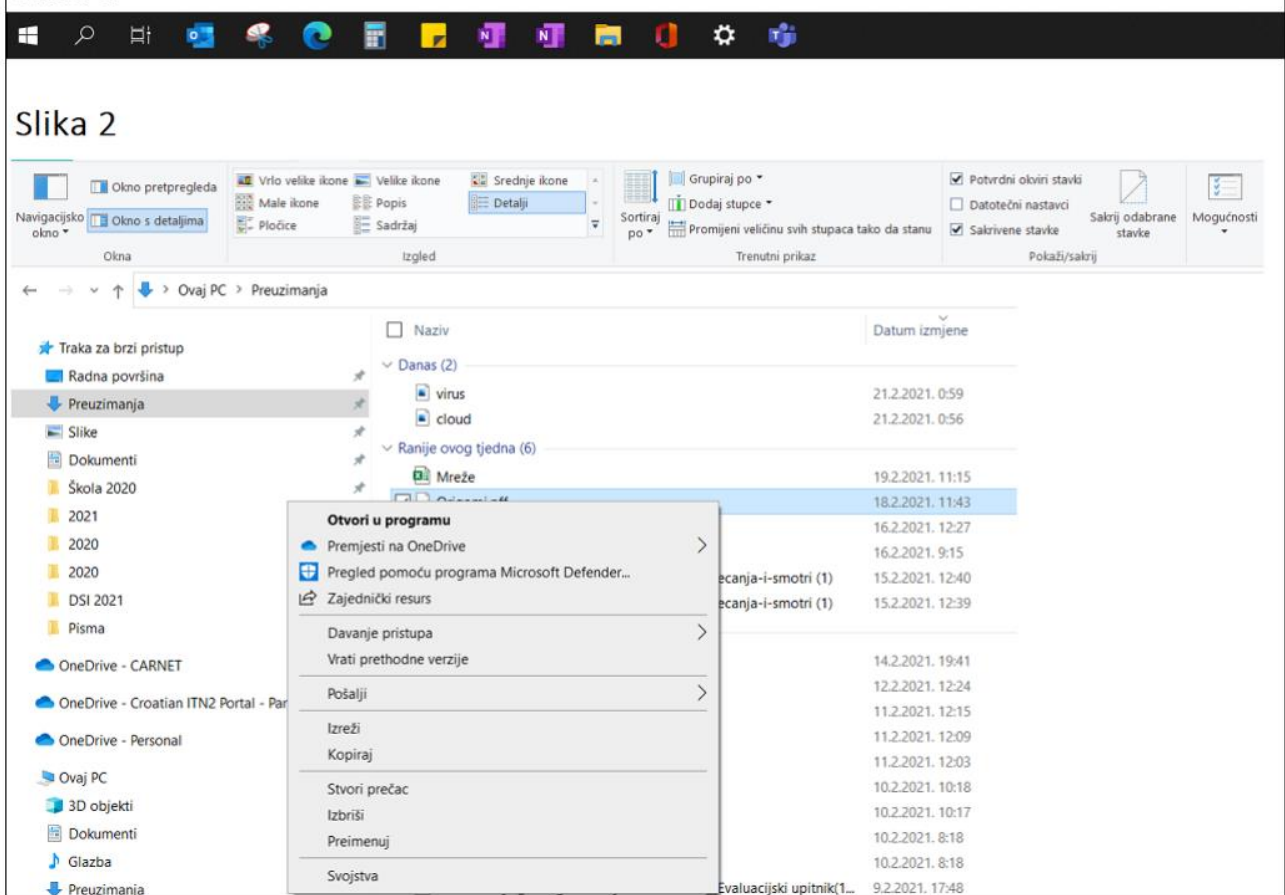 Slika 2
Okno pretpregleda
Vrlo velike ikone Velike ikone Srednje ikone
Grupiraj po
Potvrdni okviri stavki
Male ikone Popis Detalji
Dodaj stupce
Datotečni nastavci
Navigacijsko okno
Okno s detaljima
Pločice Sadržaj
Sortiraj po
Promijeni veličinu svih stupaca tako da stanu
Sakrivene stavke
Sakrij odabrane stavke
Mogućnosti
Okna Izgled Trenutni prikaz Pokaži/sakrij
Ovaj PC > Preuzimanja
Naziv Datum izmjene
Traka za brzi pristup
Radna površina
Preuzimanja
Slike
Dokumenti
Škola 2020
2021
2020
2020
DSI 2021
Pisma
OneDrive - CARNET
OneDrive - Croatian ITN2 Portal - Par
OneDrive - Personal
Ovaj PC
3D objekti
Dokumenti
Glazba
Preuzimanja
Danas (2)
virus 21.2.2021. 0:59
cloud 21.2.2021. 0:56
Ranije ovog tjedna (6)
Mreže 19.2.2021. 11:15
18.2.2021. 11:43
16.2.2021. 12:27
16.2.2021. 9:15
ecanja-i-smotri (1) 15.2.2021. 12:40
ecanja-i-smotri (1) 15.2.2021. 12:39
14.2.2021. 19:41
12.2.2021. 12:24
11.2.2021. 12:15
11.2.2021. 12:09
11.2.2021. 12:03
10.2.2021. 10:18
10.2.2021. 10:17
10.2.2021. 8:18
10.2.2021. 8:18
Evaluacijski upitnik(1... 9.2.2021. 17:48
Otvori u programu
Premjesti na OneDrive
Pregled pomoću programa Microsoft Defender...
Zajednički resurs
Davanje pristupa
Vrati prethodne verzije
Pošalji
Izreži
Kopiraj
Stvori prečac
Izbriši
Preimenuj
Svojstva